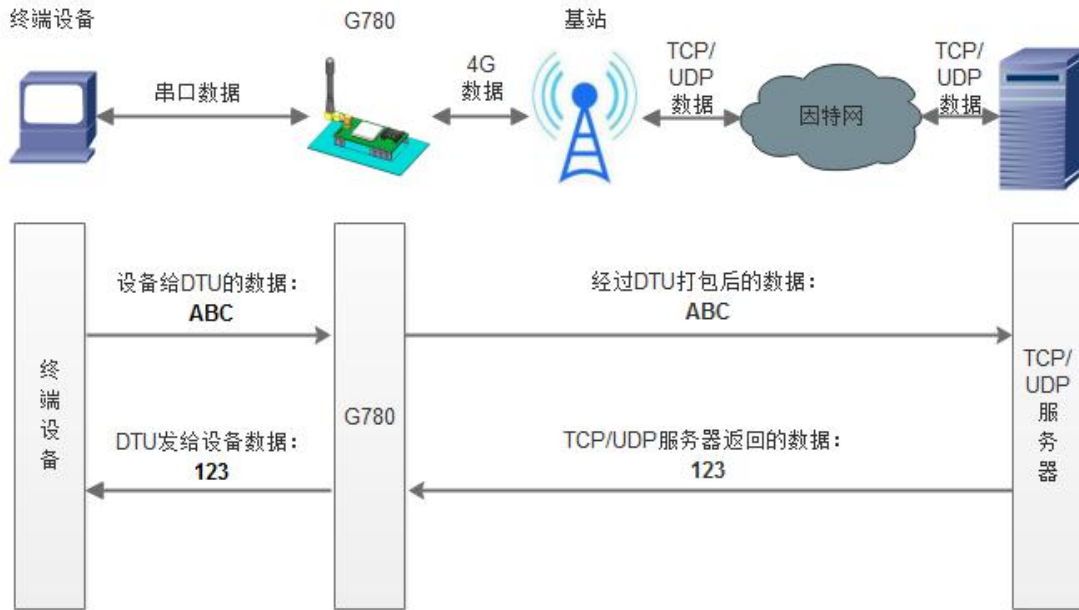 终端设备
G780
基站
串口数据
4G
数据
TCP/
UDP
数据
因特网
TCP/
UDP
数据
设备给DTU的数据：
ABC
经过DTU打包后的数据：
ABC
终
端
设
备
G780
TCP/
UDP
服
务
器
DTU发给设备数据：
123
TCP/UDP服务器返回的数据：
123